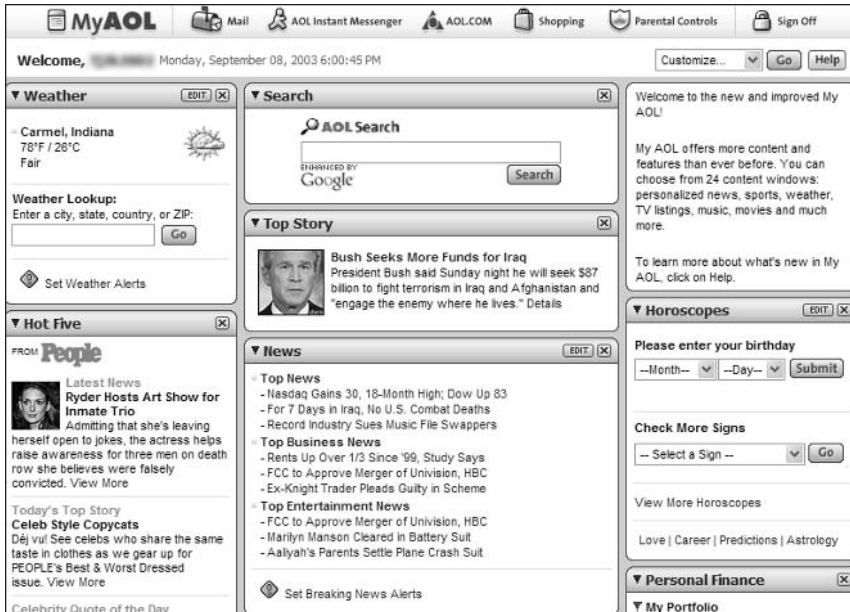 MyAOL
Mail
AOL Instant Messenger
AOL.COM
Shopping
Parental Controls
Sign Off
Welcome,
Monday, September 08, 2003 6:00:45 PM
Customize...
Go
Help
Weather
EDIT
Carmel, Indiana
78°F / 26°C
Fair
Weather Lookup:
Enter a city, state, country, or ZIP:
Go
Set Weather Alerts
Hot Five
FROM People
Latest News
Ryder Hosts Art Show for
Inmate Trio
Admitting that she's leaving
herself open to jokes, the actress helps
raise awareness for three men on death
row she believes were falsely
convicted. View More
Today's Top Story
Celeb Style Copycats
Déj vu! See celebs who share the same
taste in clothes as we gear up for
PEOPLE's Best & Worst Dressed
issue. View More
Celebrity Quote of the Day
Search
AOL Search
ENHANCED BY
Google
Search
Top Story
Bush Seeks More Funds for Iraq
President Bush said Sunday night he will seek $87
billion to fight terrorism in Iraq and Afghanistan and
"engage the enemy where he lives." Details
News
EDIT
Top News
- Nasdaq Gains 30, 18-Month High; Dow Up 83
- For 7 Days in Iraq, No U.S. Combat Deaths
- Record Industry Sues Music File Swappers
Top Business News
- Rents Up Over 1/3 Since '99, Study Says
- FCC to Approve Merger of Univision, HBC
- Ex-Knight Trader Pleads Guilty in Scheme
Top Entertainment News
- FCC to Approve Merger of Univision, HBC
- Marilyn Manson Cleared in Battery Suit
- Aaliyah's Parents Settle Plane Crash Suit
Set Breaking News Alerts
Welcome to the new and improved My
AOL!
My AOL offers more content and
features than ever before. You can
choose from 24 content windows:
personalized news, sports, weather,
TV listings, music, movies and much
more.
To learn more about what's new in My
AOL, click on Help.
Horoscopes
EDIT
Please enter your birthday
--Month--
--Day--
Submit
Check More Signs
-- Select a Sign --
Go
View More Horoscopes
Love | Career | Predictions | Astrology
Personal Finance
My Portfolio